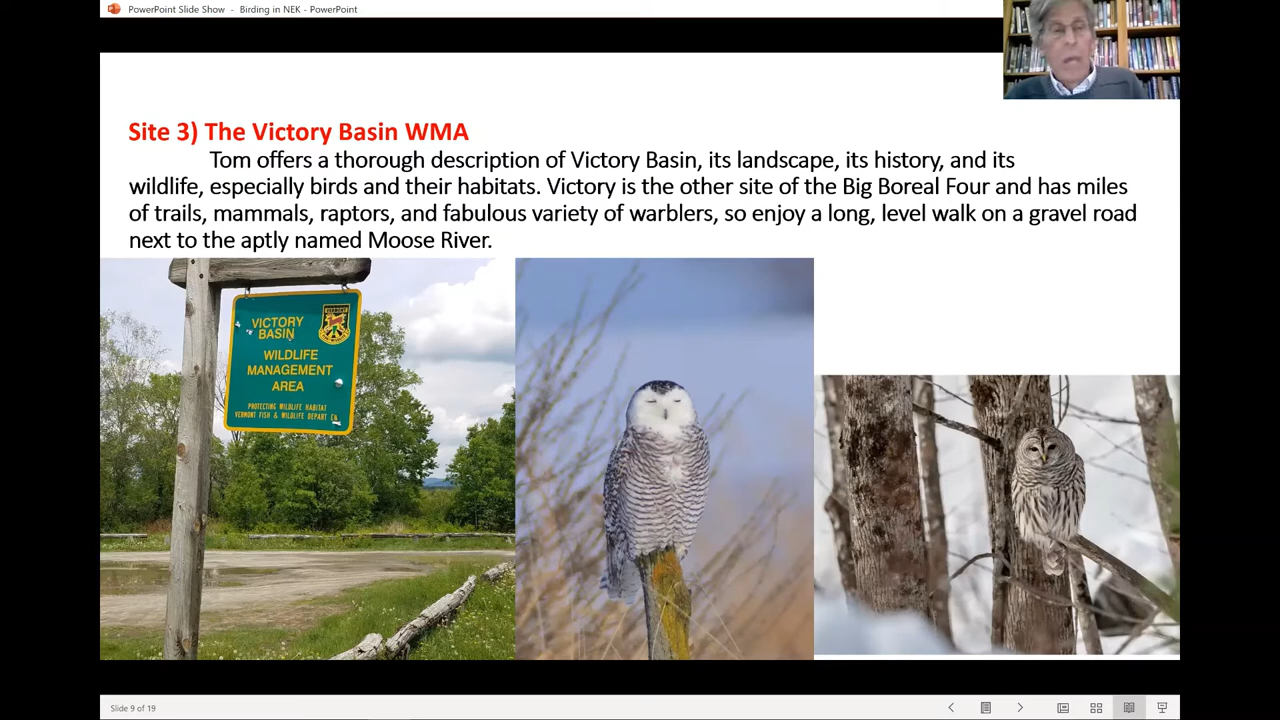 PowerPoint Slide Show - Birding in NEK - PowerPoint
Site 3) The Victory Basin WMA
Tom offers a thorough description of Victory Basin, its landscape, its history, and its
wildlife, especially birds and their habitats. Victory is the other site of the Big Boreal Four and has miles
of trails, mammals, raptors, and fabulous variety of warblers, so enjoy a long, level walk on a gravel road
next to the aptly named Moose River.
VICTORY
BASIN
WILDLIFE
MANAGEMENT
AREA
PROTECTING WILDLIFE HABITAT
VERMONT FISH & WILDLIFE DEPART
Slide 9 of 19